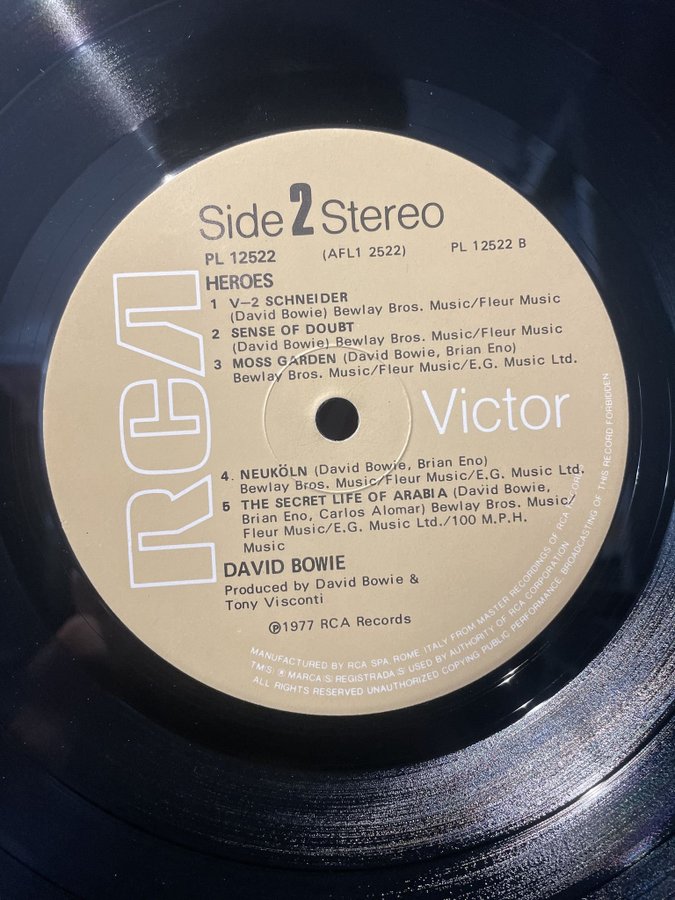 Side 2 Stereo
PL 12522 (AFL1 2522) PL 12522 B
HEROES
1 V–2 SCHNEIDER
(David Bowie) Bewlay Bros. Music/Fleur Music
2 SENSE OF DOUBT
(David Bowie) Bewlay Bros. Music/Fleur Music
3 MOSS GARDEN (David Bowie, Brian Eno)
Bewlay Bros. Music/Fleur Music/E.G. Music Ltd.
RCA
Victor
4. NEUKÖLN (David Bowie, Brian Eno)
Bewlay Bros. Music/Fleur Music/E.G. Music Ltd.
5 THE SECRET LIFE OF ARABIA (David Bowie,
Brian Eno, Carlos Alomar) Bewlay Bros. Music/
Fleur Music/E.G. Music Ltd./100 M.P.H.
Music
DAVID BOWIE
Produced by David Bowie &
Tony Visconti
℗1977 RCA Records
MANUFACTURED BY RCA SPA, ROME, ITALY FROM MASTER RECORDINGS OF RCA RECORDS
TM(S) ® MARCA(S) REGISTRADA(S) USED BY AUTHORITY OF RCA CORPORATION
ALL RIGHTS RESERVED UNAUTHORIZED COPYING PUBLIC PERFORMANCE BROADCASTING OF THIS RECORD FORBIDDEN